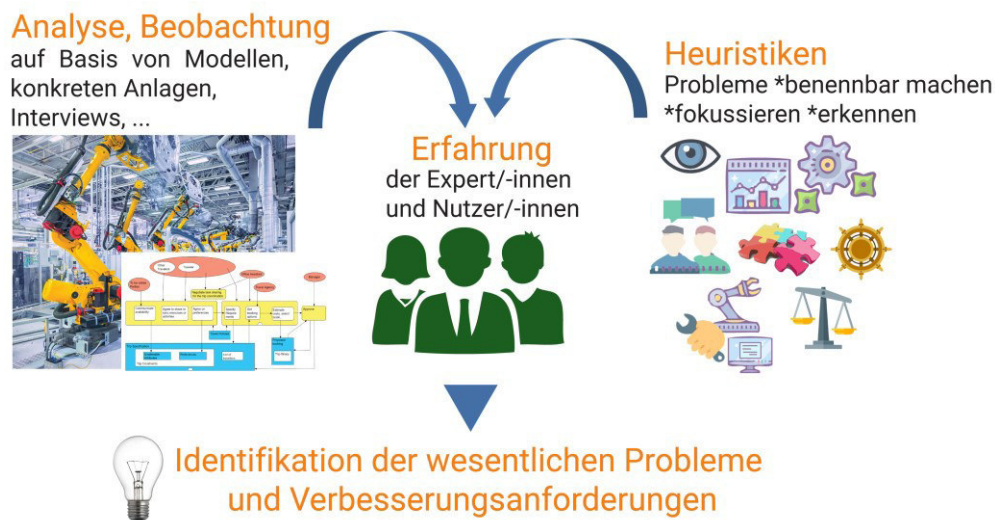 Analyse, Beobachtung
auf Basis von Modellen,
konkreten Anlagen,
Interviews, ...
Heuristiken
Probleme *benennbar machen
*fokussieren *erkennen
Erfahrung
der Expert/-innen
und Nutzer/-innen
Identifikation der wesentlichen Probleme
und Verbesserungsanforderungen